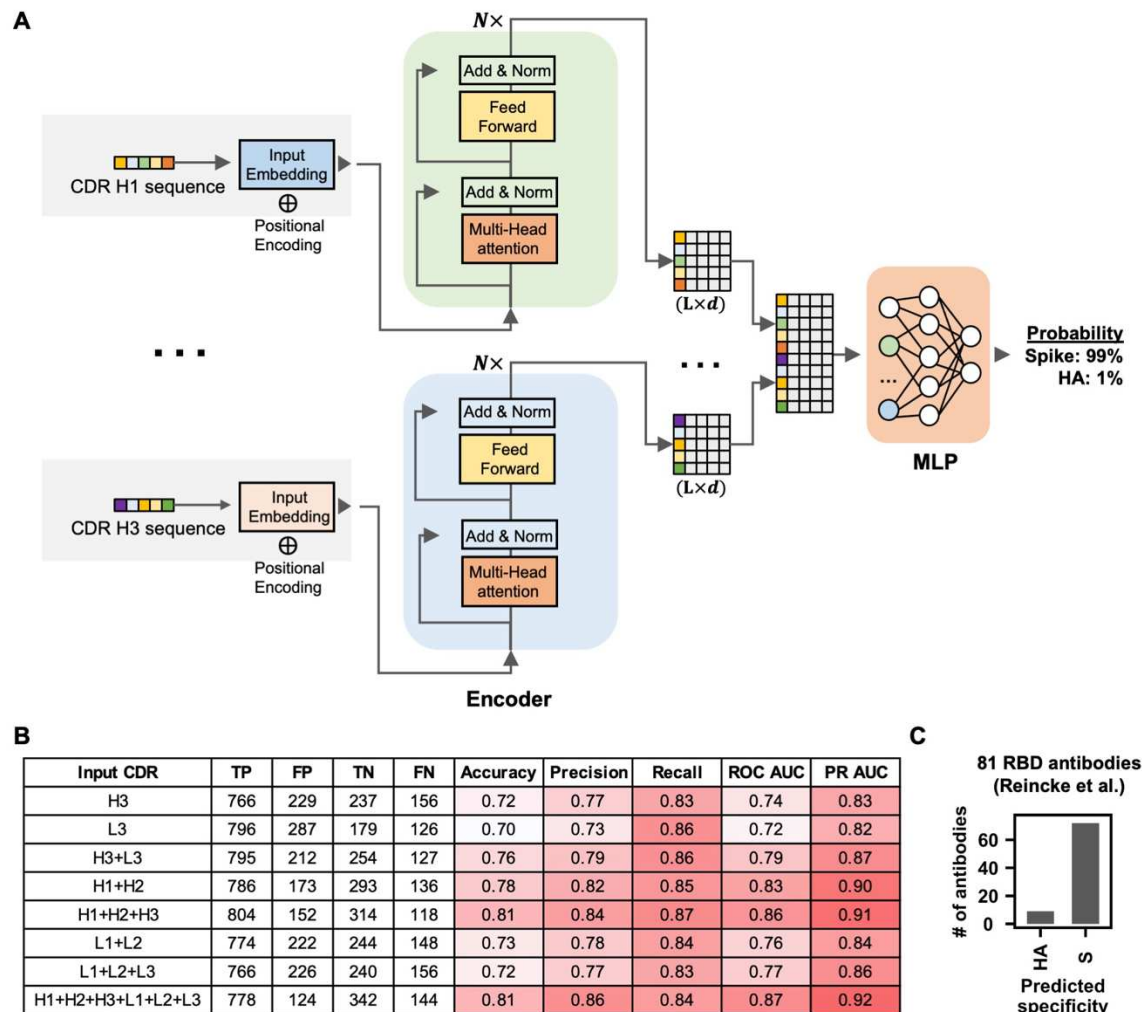 A
N×
Add & Norm
Feed
Forward
Add & Norm
Multi-Head
attention
CDR H1 sequence
Input
Embedding
⊕
Positional
Encoding
(L×d)
...
N×
Add & Norm
Feed
Forward
Add & Norm
Multi-Head
attention
CDR H3 sequence
Input
Embedding
⊕
Positional
Encoding
...
(L×d)
Encoder
...
MLP
Probability
Spike: 99%
HA: 1%
B
Input CDR TP FP TN FN Accuracy Precision Recall ROC AUC PR AUC
H3 766 229 237 156 0.72 0.77 0.83 0.74 0.83
L3 796 287 179 126 0.70 0.73 0.86 0.72 0.82
H3+L3 795 212 254 127 0.76 0.79 0.86 0.79 0.87
H1+H2 786 173 293 136 0.78 0.82 0.85 0.83 0.90
H1+H2+H3 804 152 314 118 0.81 0.84 0.87 0.86 0.91
L1+L2 774 222 244 148 0.73 0.78 0.84 0.76 0.84
L1+L2+L3 766 226 240 156 0.72 0.77 0.83 0.77 0.86
H1+H2+H3+L1+L2+L3 778 124 342 144 0.81 0.86 0.84 0.87 0.92
C
81 RBD antibodies
(Reincke et al.)
# of antibodies
60
40
20
0
HA
S
Predicted
specificity